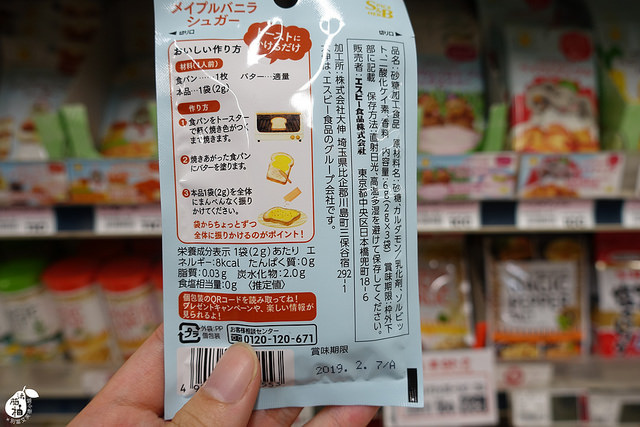 メイプルバニラ
シュガー
S&B
切り口
切り口
トーストに
かけるだけ
おいしい作り方
材料(1人前)
食パン……1枚 バター…適量
本品…1袋(2g)
作り方
1 食パンをトースター
で軽く焼き色がつく
まで焼きます。
2 焼きあがった食パン
にバターを塗ります。
3 本品1袋(2g)を全体
にまんべんなく振り
かけてください。
袋からちょっとずつ
全体に振りかけるのがポイント!
栄養成分表示 1袋(2g)あたり エ
ネルギー:8kcal たんぱく質:0g
脂質:0.03g 炭水化物:2.0g
食塩相当量:0g 〈推定値〉
個包装のQRコードを読み取ってね!
プレゼントキャンペーンや、楽しい情報が
見られるよ!
プラ
外袋:PP
個包装:
お客様相談センター
0120-120-671
品名:砂糖加工食品 原材料名:砂糖、カルダモン、乳化剤、ソルビッ
ト、二酸化ケイ素、香料 内容量:6g(2g×3袋) 賞味期限:枠外下
部に記載 保存方法:直射日光、高温多湿を避けて保存してください。
販売者:エスビー食品株式会社 東京都中央区日本橋兜町18-6
加工所:株式会社大伸 埼玉県比企郡川島町三保谷宿292-1
大伸は、エスビー食品のグループ会社です。
賞味期限
2019. 2. 7/A